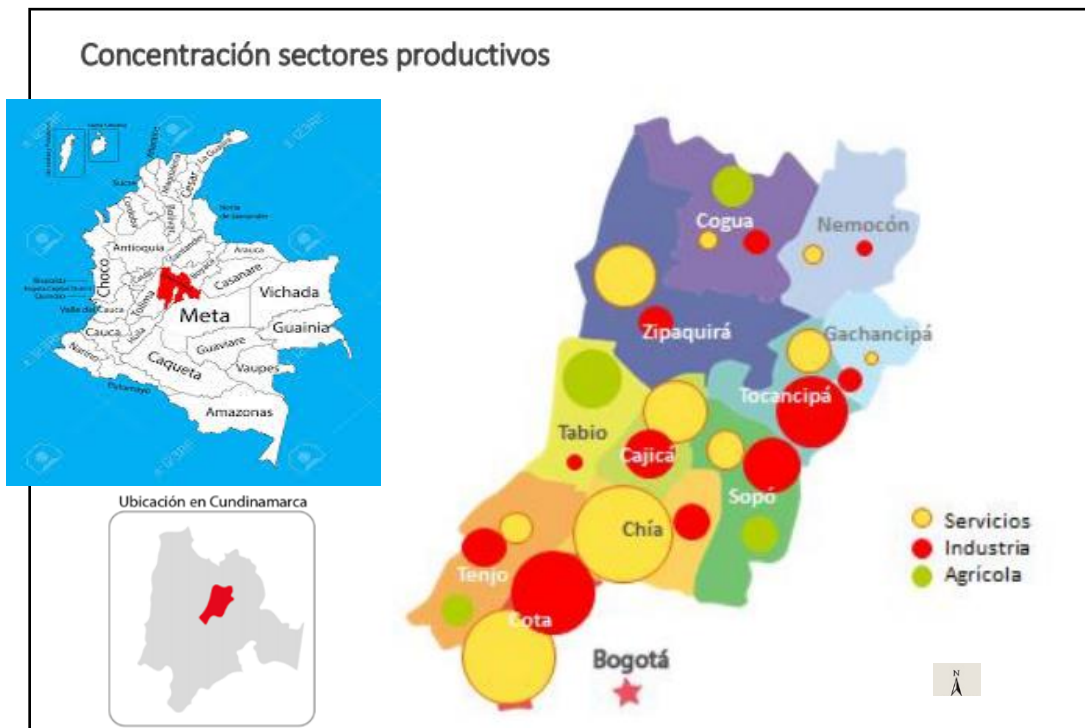 Concentración sectores productivos
La Guajira
Magdalena
Cesar
Sucre
Norte
de Santander
Antioquia
Santander
Arauca
Choco
Boyaca
Casanare
Risaralda
Vichada
Tolima
Valle del Cauca
Meta
Guainia
Cauca
Huila
Guaviare
Narino
Caqueta
Vaupes
Putumayo
Amazonas
Ubicación en Cundinamarca
Cogua
Nemocón
Zipaquirá
Gachancipá
Tocancipá
Tabio
Cajicá
Sopó
Chía
Tenjo
Cota
Bogotá
Servicios
Industria
Agrícola
N